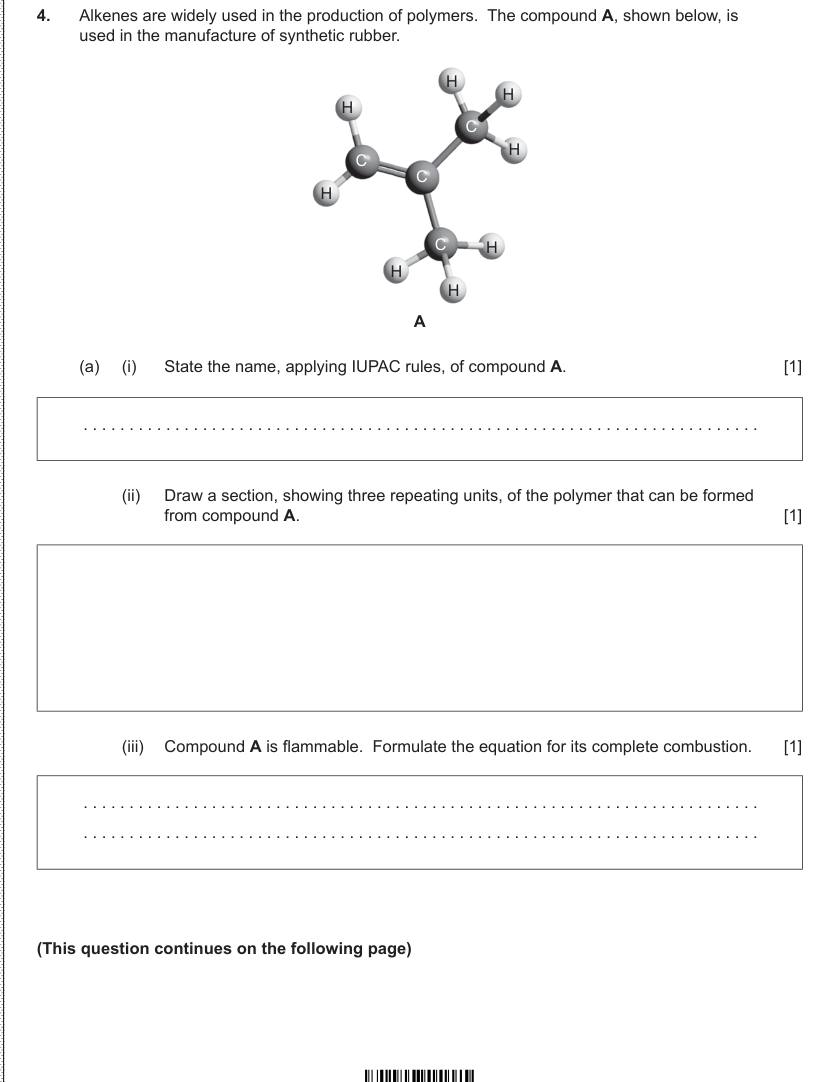 4. Alkenes are widely used in the production of polymers. The compound A, shown below, is
used in the manufacture of synthetic rubber.
H
H
H
C
H
C
C
H
C
H
H
H
A
(a) (i) State the name, applying IUPAC rules, of compound A. [1]
. . . . . . . . . . . . . . . . . . . . . . . . . . . . . . . . . . . . . . . . . . . . . . . . . . . . . . . . . . . . . . . . . . . . . . . . . .
(ii) Draw a section, showing three repeating units, of the polymer that can be formed
from compound A. [1]
(iii) Compound A is flammable. Formulate the equation for its complete combustion. [1]
. . . . . . . . . . . . . . . . . . . . . . . . . . . . . . . . . . . . . . . . . . . . . . . . . . . . . . . . . . . . . . . . . . . . . . . . . .
. . . . . . . . . . . . . . . . . . . . . . . . . . . . . . . . . . . . . . . . . . . . . . . . . . . . . . . . . . . . . . . . . . . . . . . . . .
(This question continues on the following page)